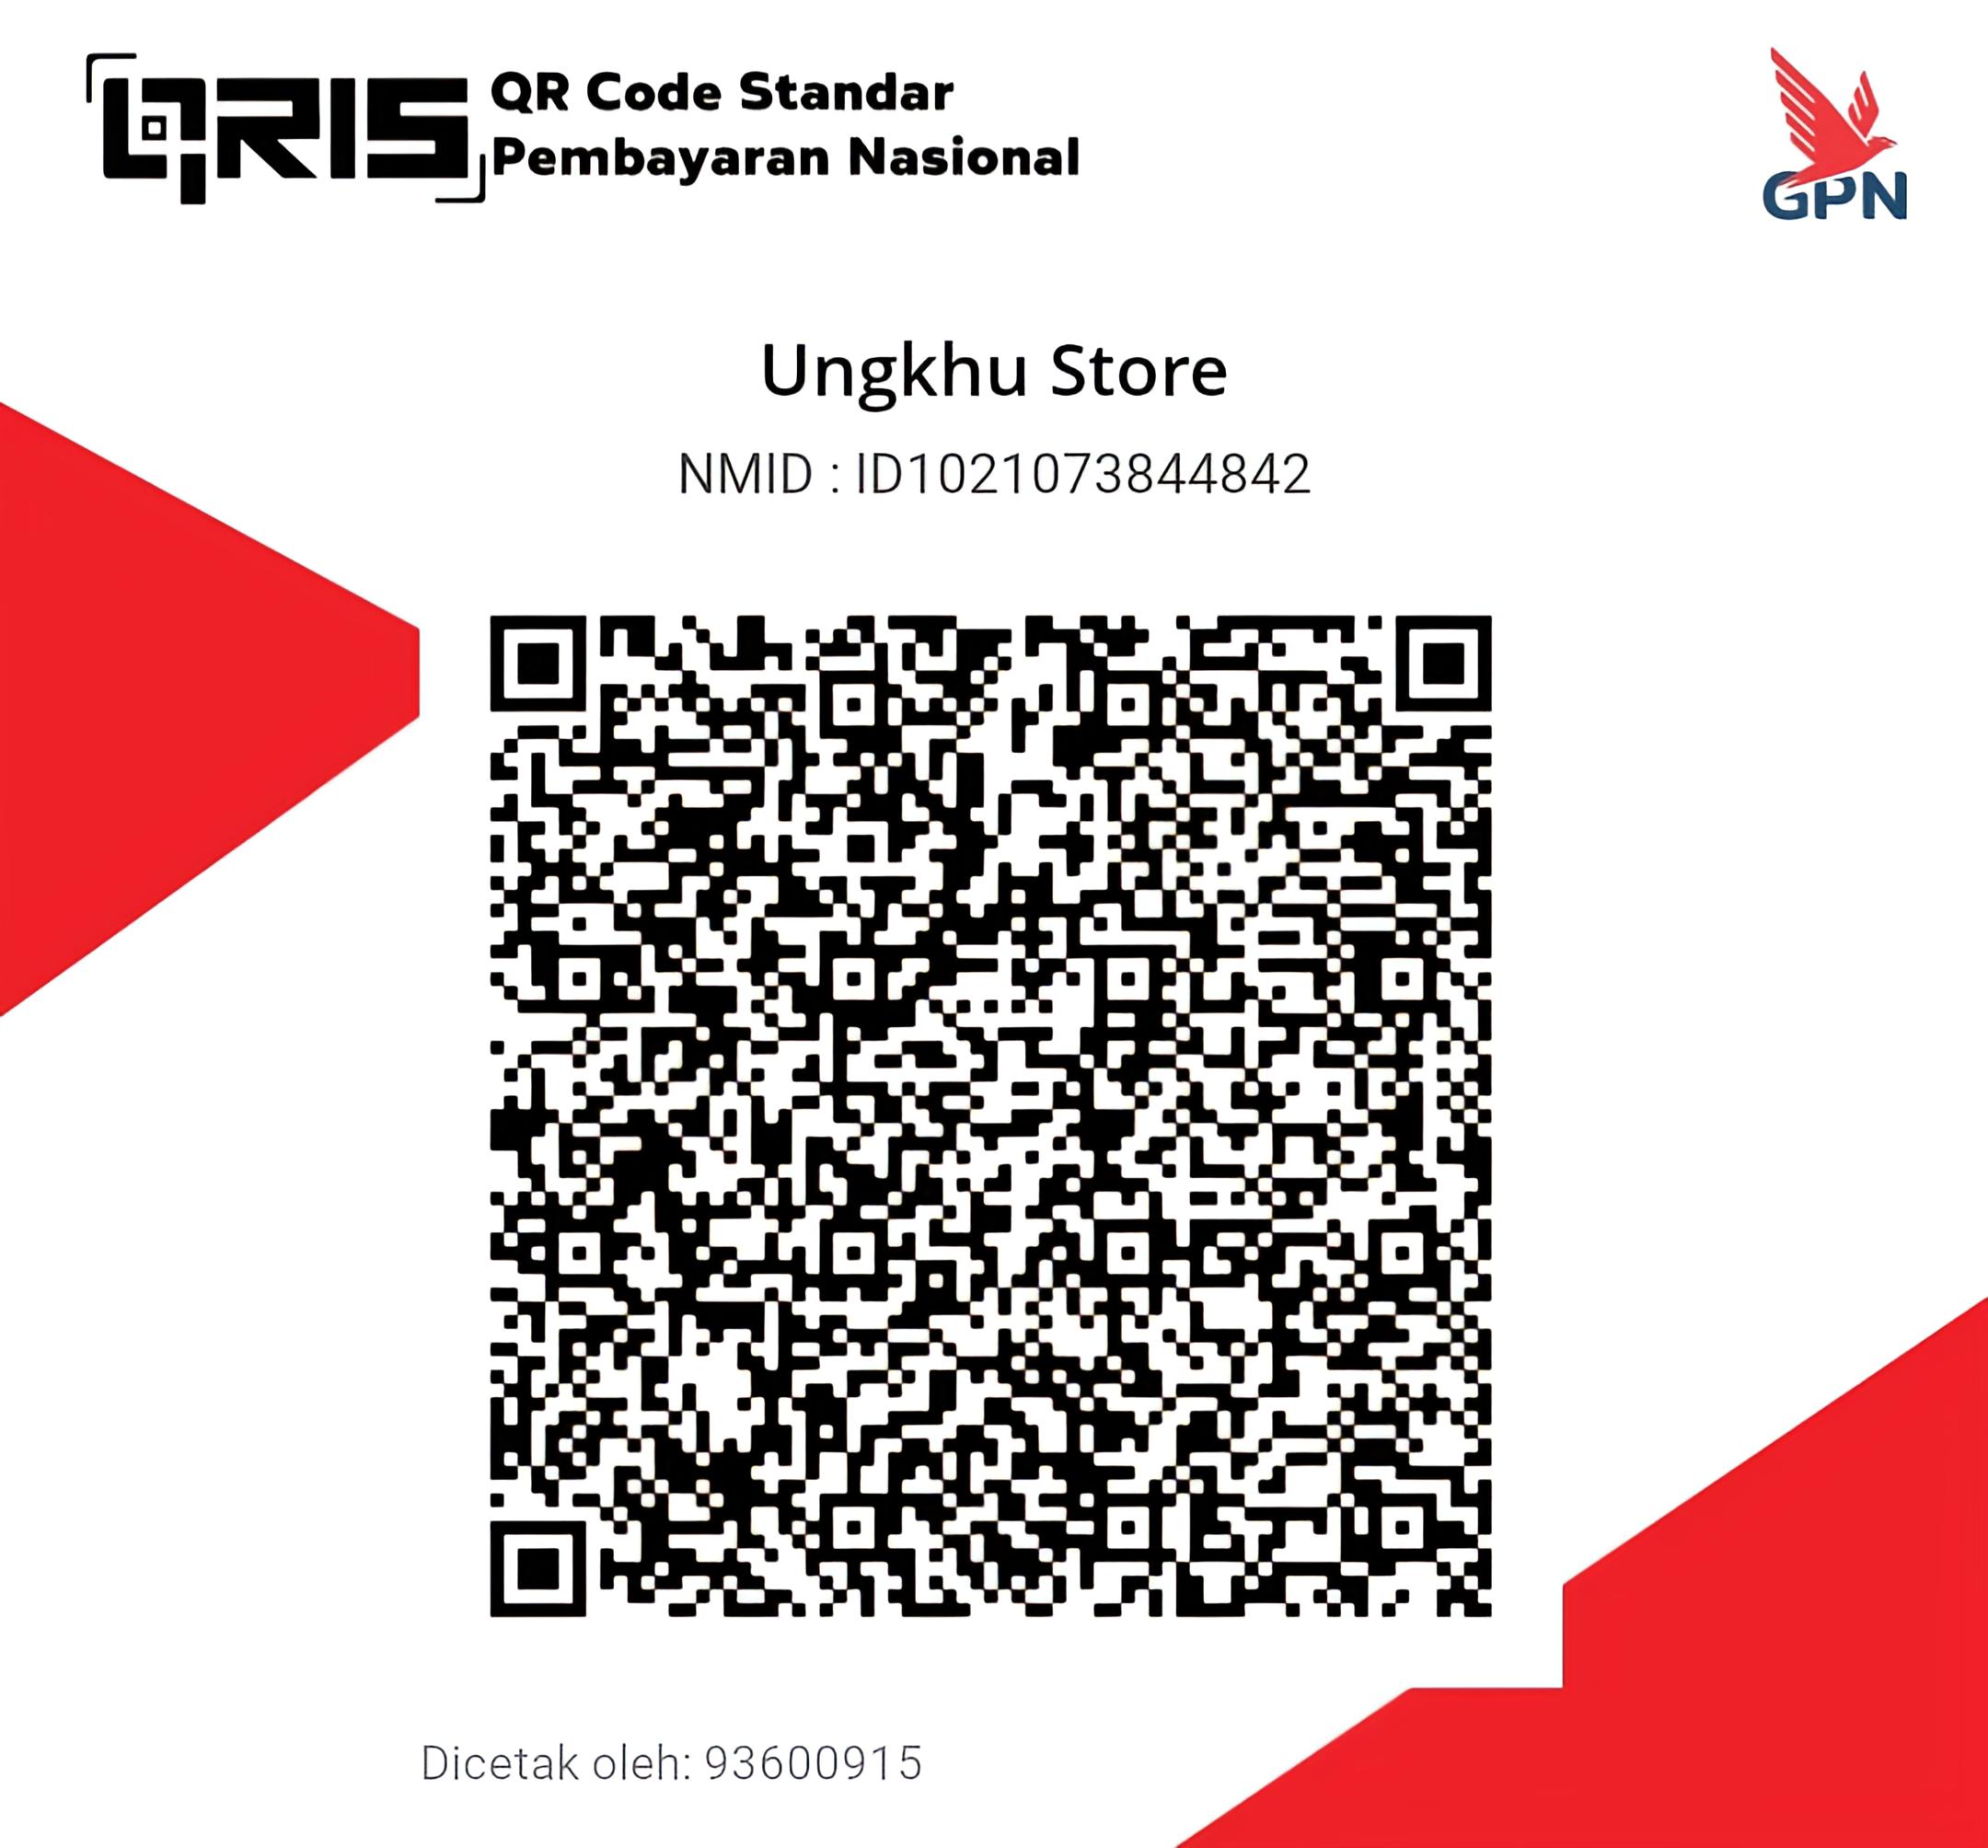 QRIS QR Code Standar
Pembayaran Nasional
GPN
Ungkhu Store
NMID : ID1021073844842
Dicetak oleh: 93600915